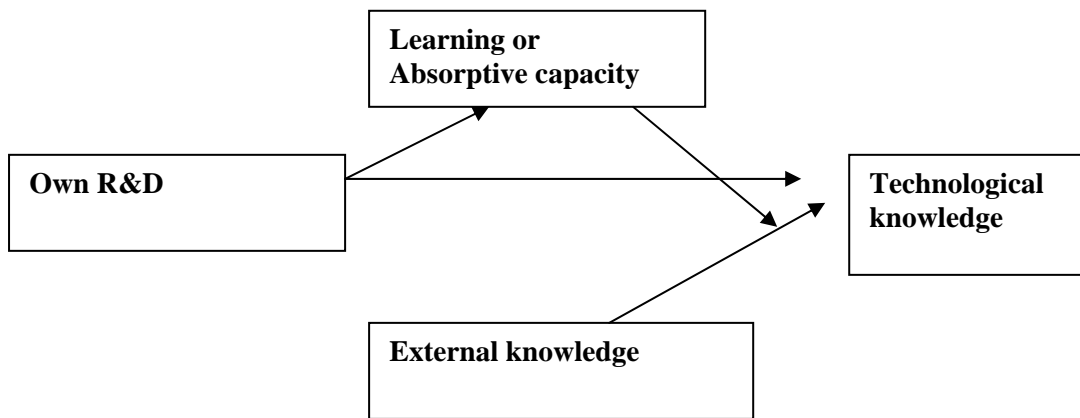 Learning or
Absorptive capacity
Own R&D
Technological
knowledge
External knowledge